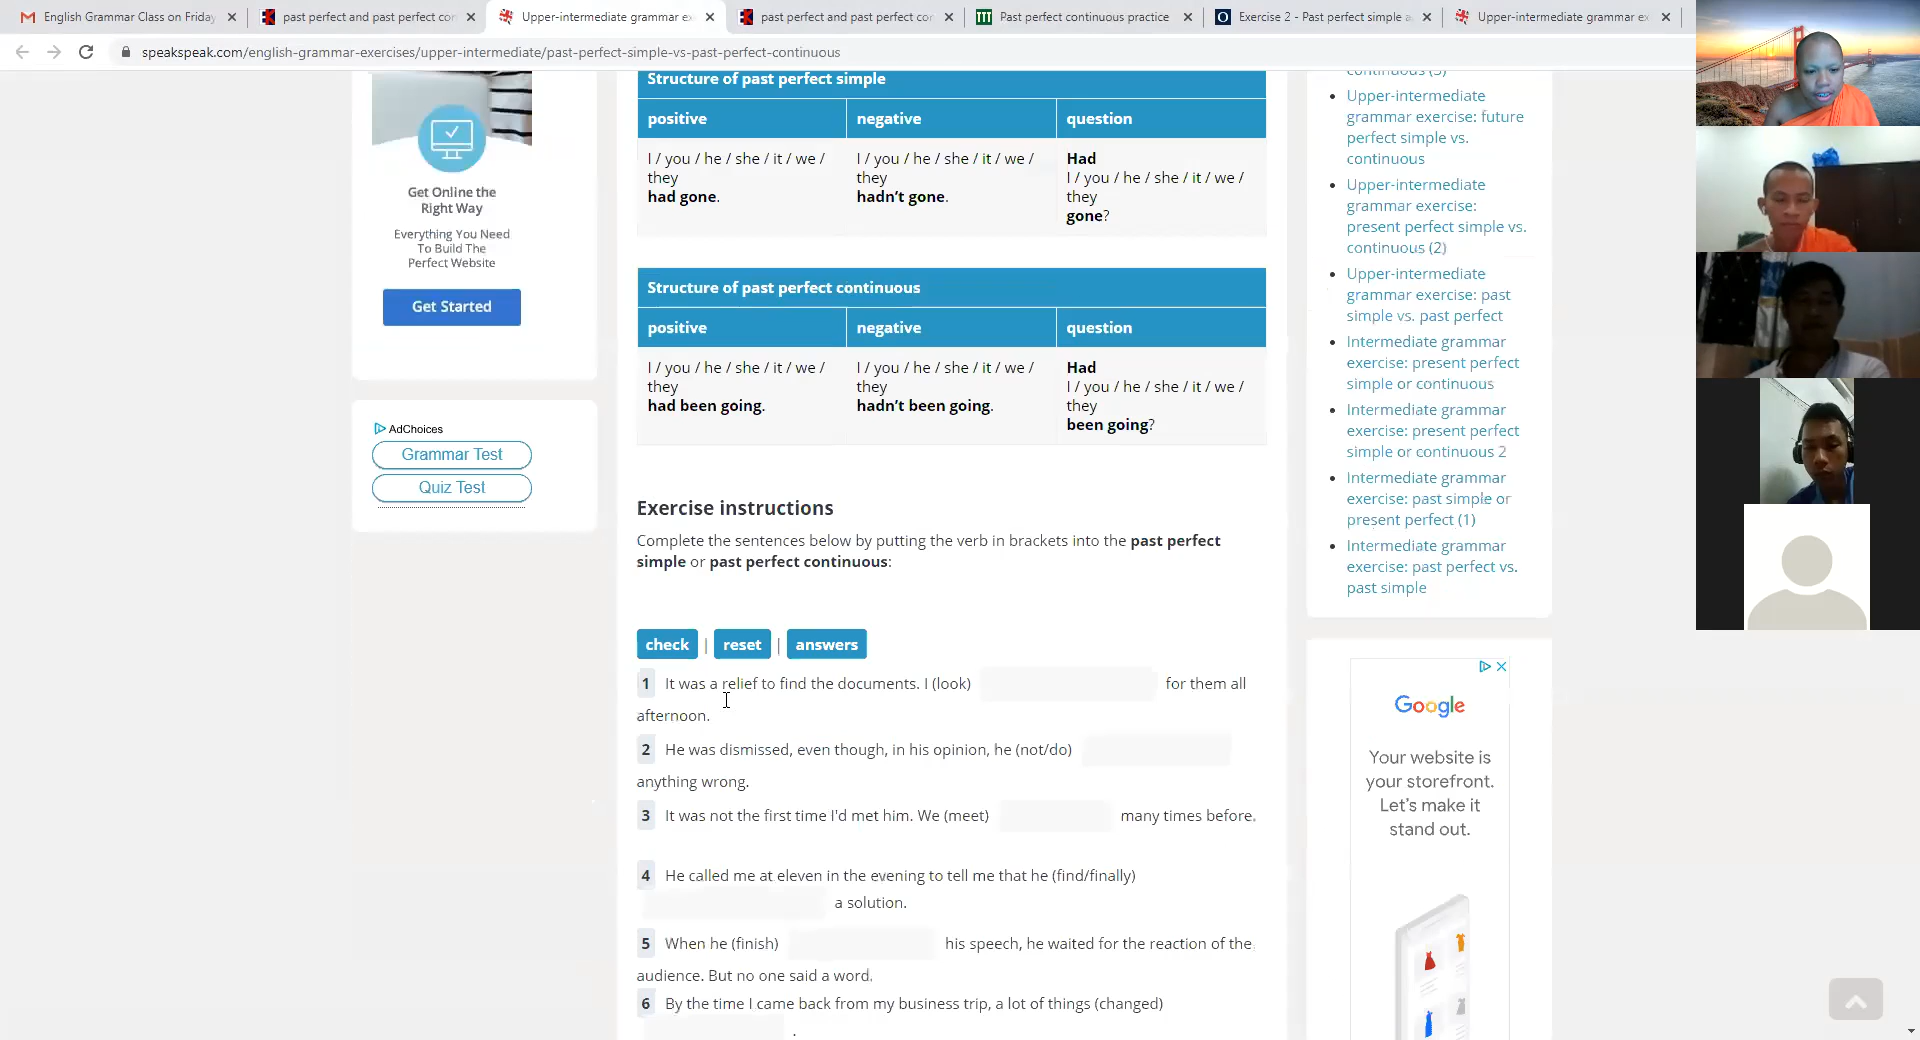 English Grammar Class on Friday
past perfect and past perfect con
Upper-intermediate grammar ex
past perfect and past perfect con
Past perfect continuous practice
Exercise 2 - Past perfect simple a
Upper-intermediate grammar ex
speakspeak.com/english-grammar-exercises/upper-intermediate/past-perfect-simple-vs-past-perfect-continuous
Get Online the
Right Way
Everything You Need
To Build The
Perfect Website
Get Started
AdChoices
Grammar Test
Quiz Test
Structure of past perfect simple
positive negative question
I / you / he / she / it / we /
they
had gone.
I / you / he / she / it / we /
they
hadn't gone.
Had
I / you / he / she / it / we /
they
gone?
Structure of past perfect continuous
positive negative question
I / you / he / she / it / we /
they
had been going.
I / you / he / she / it / we /
they
hadn't been going.
Had
I / you / he / she / it / we /
they
been going?
Exercise instructions
Complete the sentences below by putting the verb in brackets into the past perfect
simple or past perfect continuous:
check | reset | answers
1 It was a relief to find the documents. I (look) for them all
afternoon.
2 He was dismissed, even though, in his opinion, he (not/do)
anything wrong.
3 It was not the first time I'd met him. We (meet) many times before.
4 He called me at eleven in the evening to tell me that he (find/finally)
a solution.
5 When he (finish) his speech, he waited for the reaction of the
audience. But no one said a word.
6 By the time I came back from my business trip, a lot of things (changed)
.
continuous (3)
Upper-intermediate
grammar exercise: future
perfect simple vs.
continuous
Upper-intermediate
grammar exercise:
present perfect simple vs.
continuous (2)
Upper-intermediate
grammar exercise: past
simple vs. past perfect
Intermediate grammar
exercise: present perfect
simple or continuous
Intermediate grammar
exercise: present perfect
simple or continuous 2
Intermediate grammar
exercise: past simple or
present perfect (1)
Intermediate grammar
exercise: past perfect vs.
past simple
Google
Your website is
your storefront.
Let's make it
stand out.